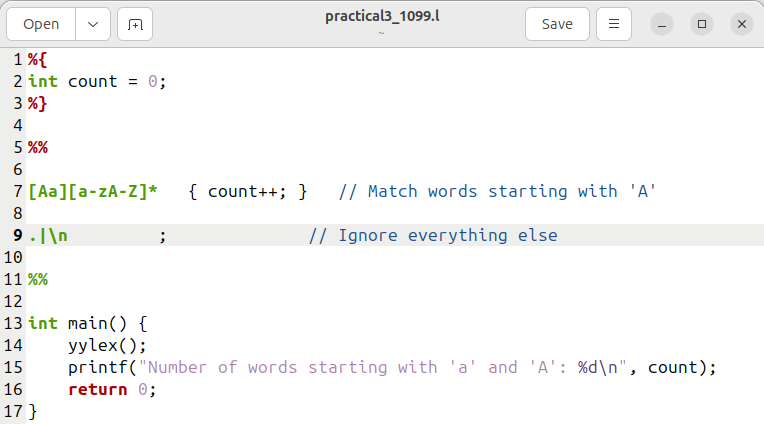 Open
practical3_1099.l
~
Save
1 %{
2 int count = 0;
3 %}
4
5 %%
6
7 [Aa][a-zA-Z]*   { count++; }   // Match words starting with 'A'
8
9 .|\n         ;              // Ignore everything else
10
11 %%
12
13 int main() {
14     yylex();
15     printf("Number of words starting with 'a' and 'A': %d\n", count);
16     return 0;
17 }